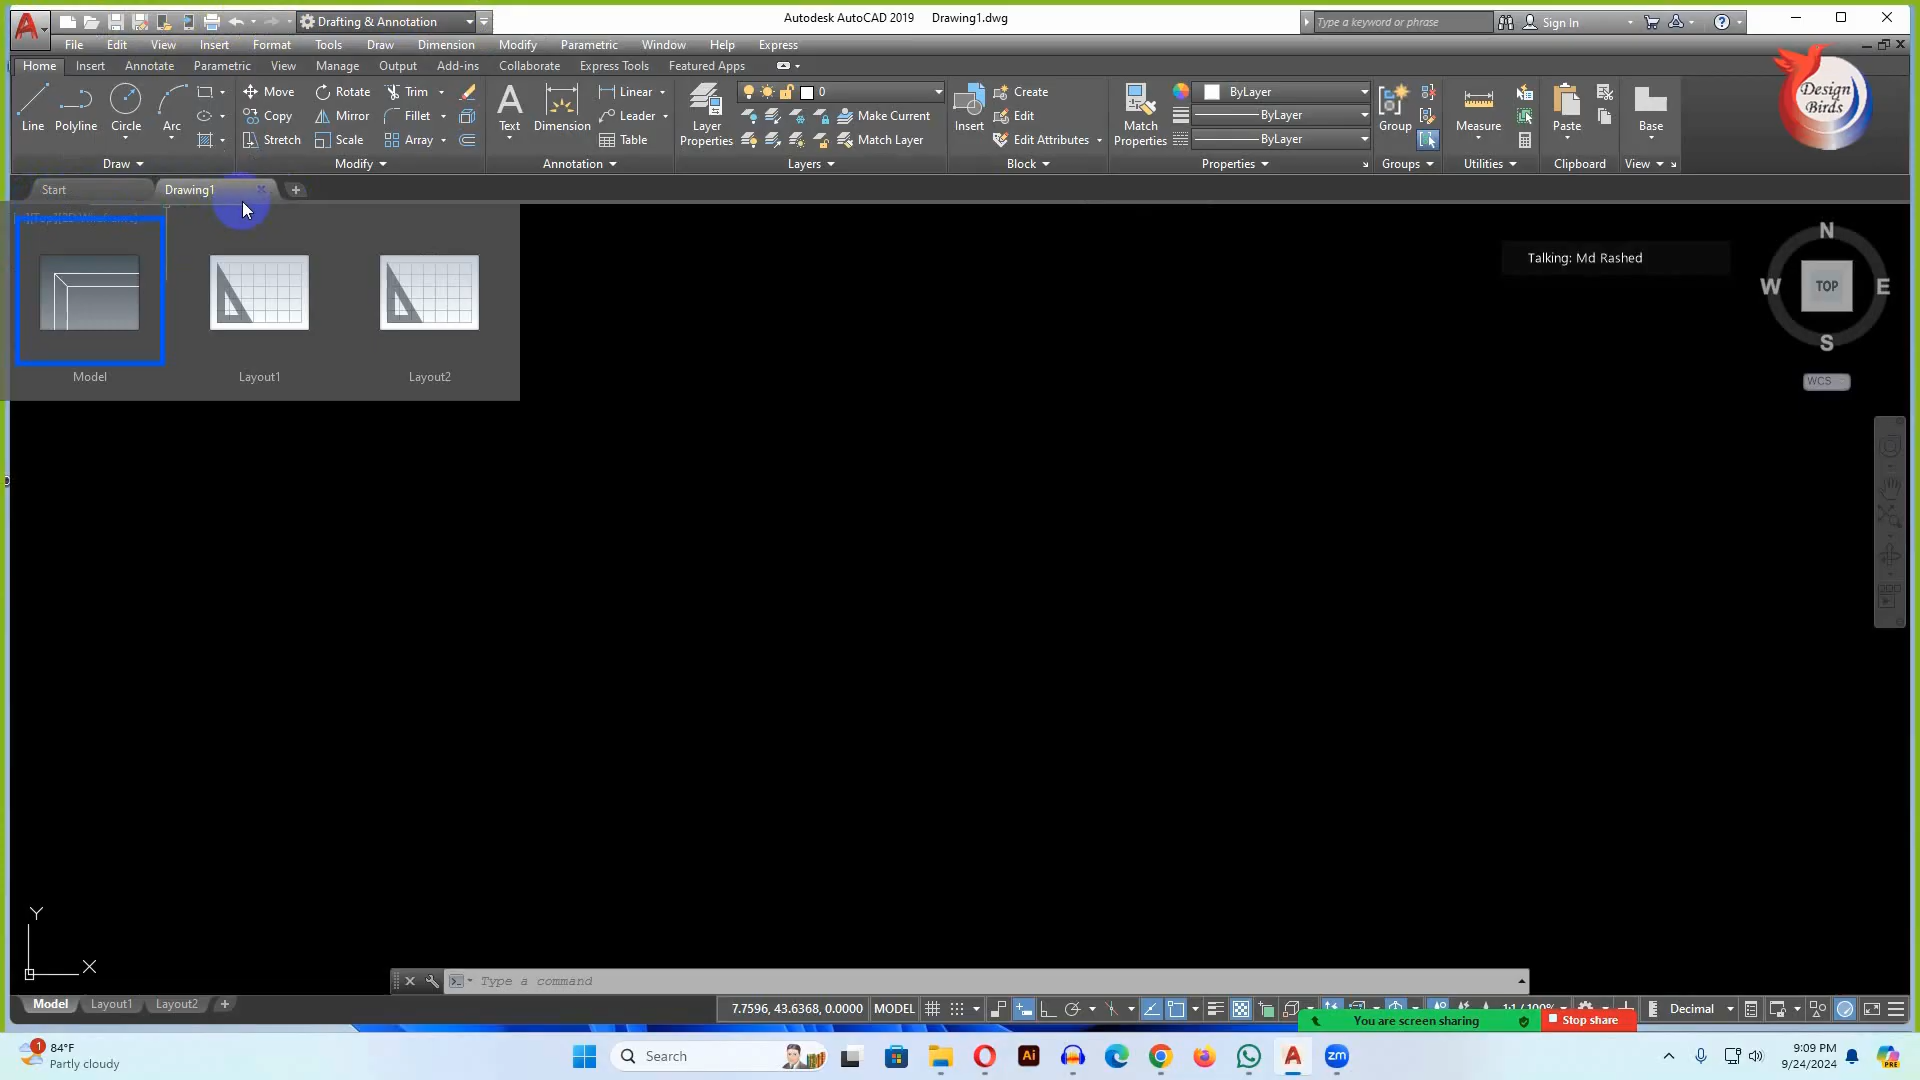 Drafting & Annotation
Autodesk AutoCAD 2019 Drawing1.dwg
Type a keyword or phrase
Sign In
File Edit View Insert Format Tools Draw Dimension Modify Parametric Window Help Express
Home Insert Annotate Parametric View Manage Output Add-ins Collaborate Express Tools Featured Apps
Design Birds
Line Polyline Circle Arc
Move Rotate Trim
Copy Mirror Fillet
Stretch Scale Array
Text Dimension
Linear
Leader
Table
Layer Properties
0
Make Current
Match Layer
Insert
Create
Edit
Edit Attributes
Match Properties
ByLayer
ByLayer
ByLayer
Group
Measure
Paste
Base
Draw Modify Annotation Layers Block Properties Groups Utilities Clipboard View
Start Drawing1
Model Layout1 Layout2
Talking: Md Rashed
N
W TOP E
S
WCS
Y
X
Type a command
Model Layout1 Layout2
7.7596, 43.6368, 0.0000 MODEL
Decimal
You are screen sharing Stop share
1
84°F
Partly cloudy
Search
Ai
zm
PRE
9:09 PM
9/24/2024